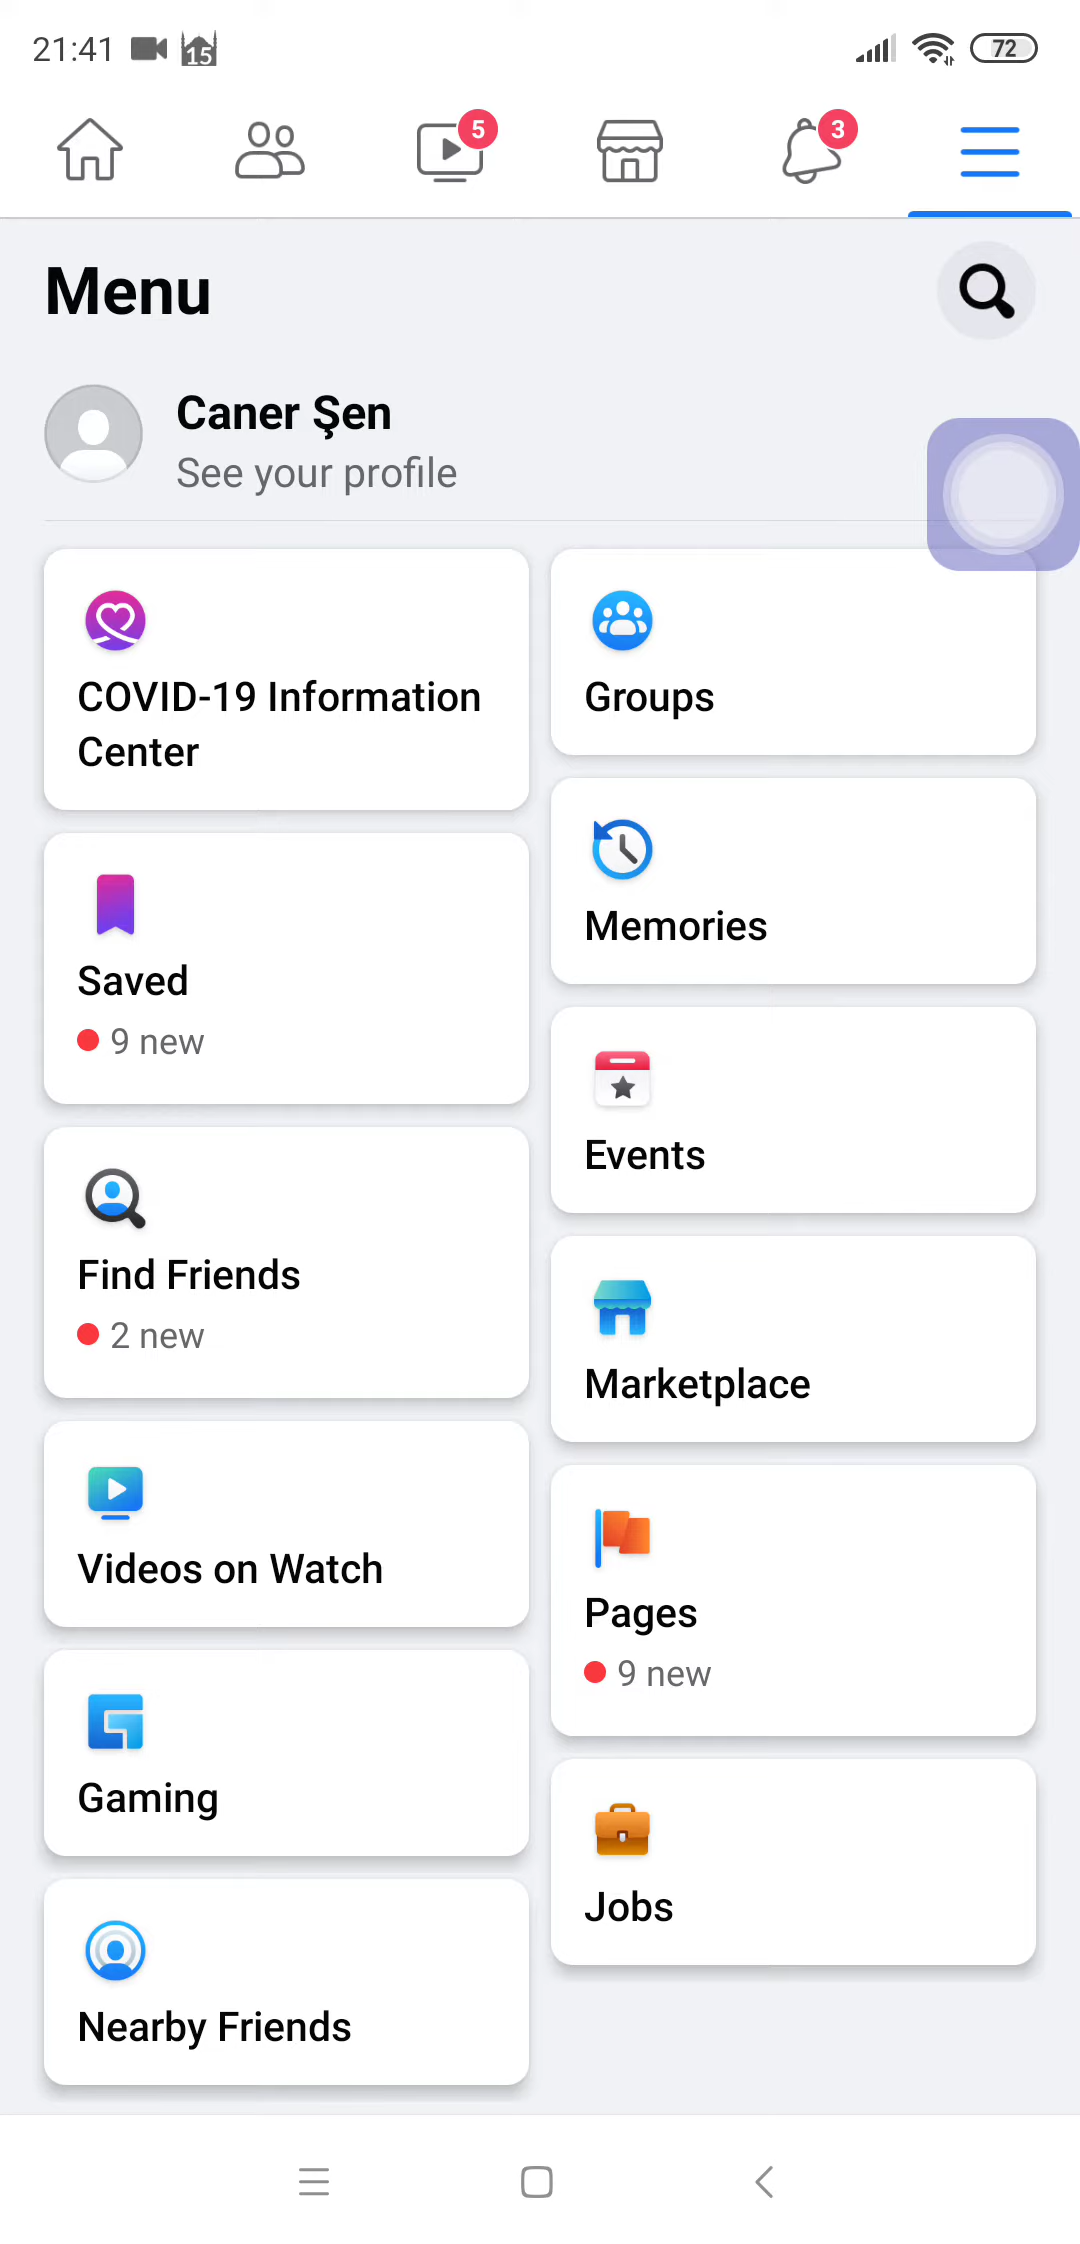 21:41 15 72
5 3
Menu
Caner Şen
See your profile
COVID-19 Information
Center
Saved
9 new
Find Friends
2 new
Videos on Watch
Gaming
Nearby Friends
Groups
Memories
Events
Marketplace
Pages
9 new
Jobs